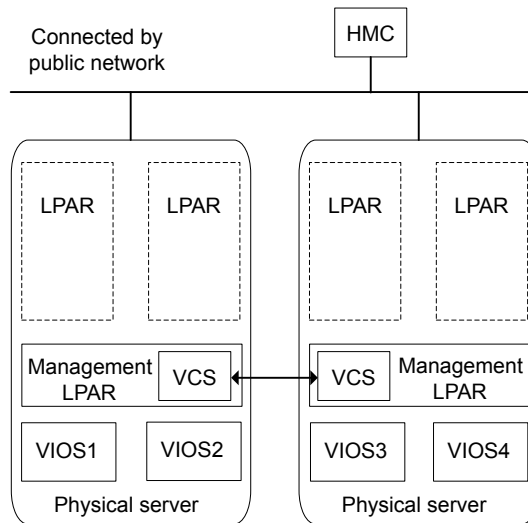 Connected by
public network
HMC
LPAR
LPAR
LPAR
LPAR
Management
LPAR
VCS
VCS
Management
LPAR
VIOS1
VIOS2
VIOS3
VIOS4
Physical server
Physical server